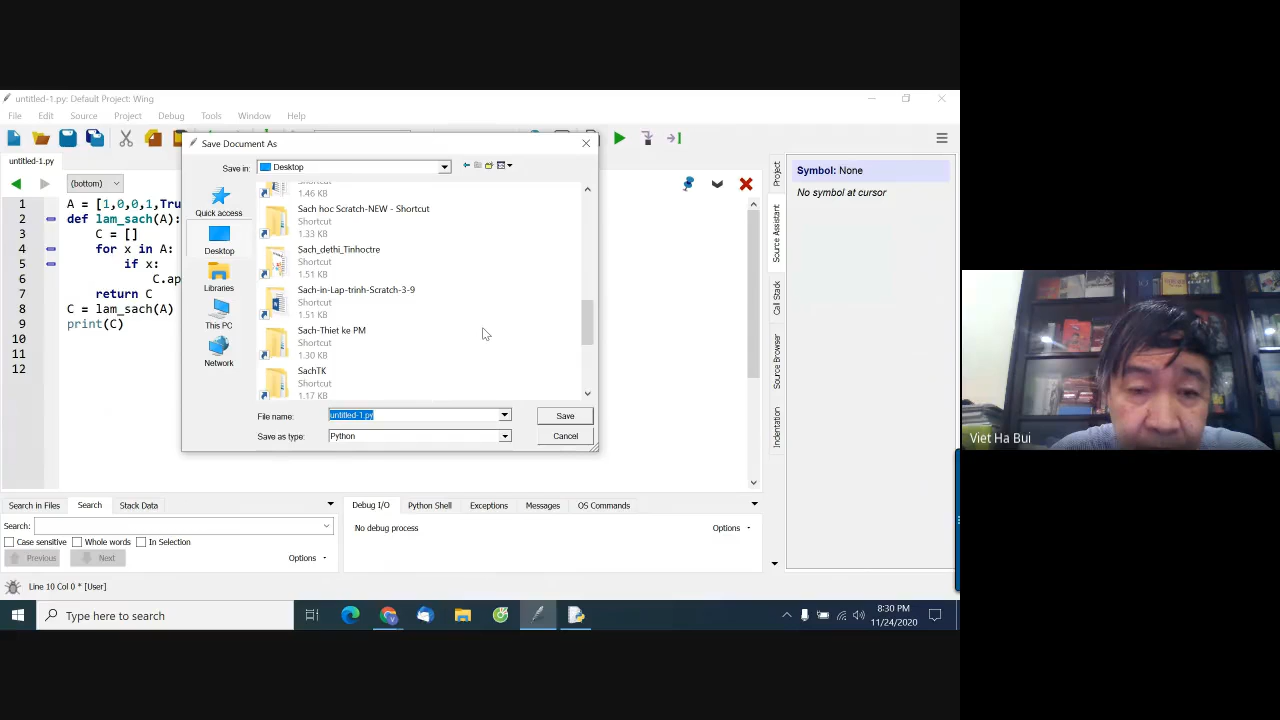 untitled-1.py: Default Project: Wing
File Edit Source Project Debug Tools Window Help
untitled-1.py
(bottom)
1 A = [1,0,0,1,True
2 def lam_sach(A):
3 C = []
4 for x in A:
5 if x:
6 C.ap
7 return C
8 C = lam_sach(A)
9 print(C)
10
11
12
Save Document As
Save in: Desktop
Quick access
Desktop
Libraries
This PC
Network
Shortcut
1.46 KB
Sach hoc Scratch-NEW - Shortcut
Shortcut
1.33 KB
Sach_dethi_Tinhoctre
Shortcut
1.51 KB
Sach-in-Lap-trinh-Scratch-3-9
Shortcut
1.51 KB
Sach-Thiet ke PM
Shortcut
1.30 KB
SachTK
Shortcut
1.17 KB
File name: untitled-1.py Save
Save as type: Python Cancel
Project
Source Assistant
Call Stack
Source Browser
Indentation
Symbol: None
No symbol at cursor
Search in Files Search Stack Data
Search:
Case sensitive Whole words In Selection
Previous Next Options
Debug I/O Python Shell Exceptions Messages OS Commands
No debug process Options
Line 10 Col 0 * [User]
Type here to search
8:30 PM
11/24/2020
Viet Ha Bui